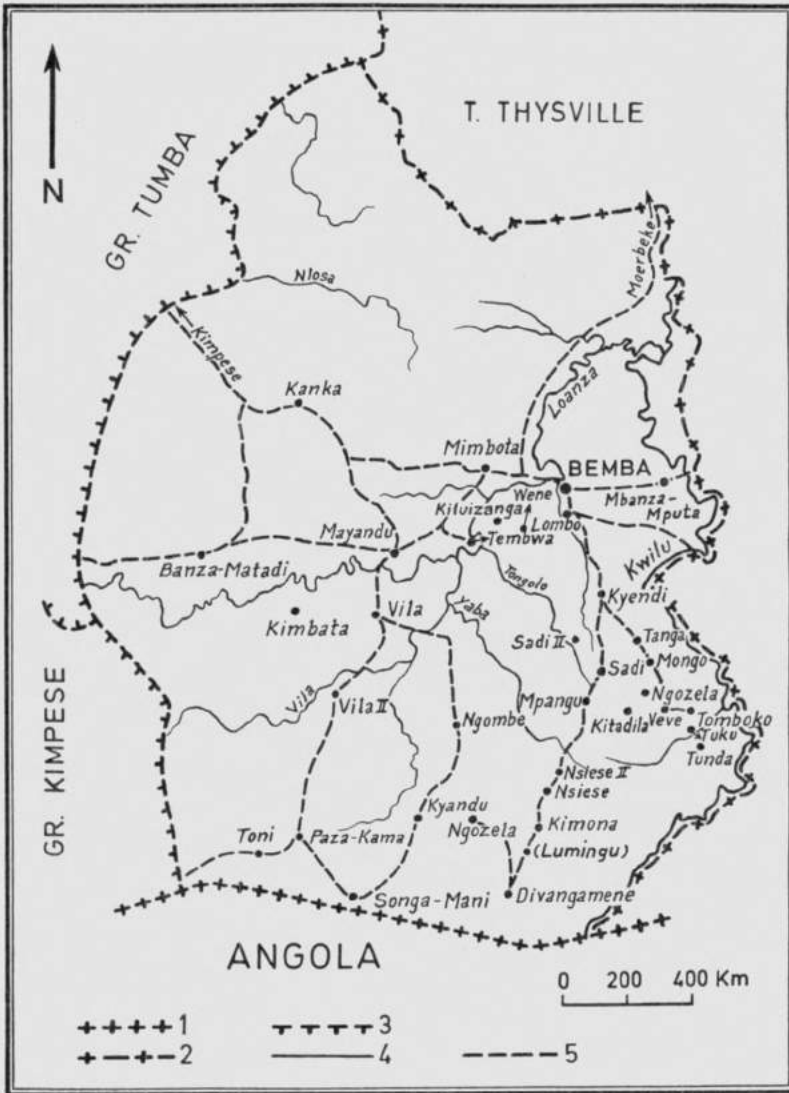 T. THYSVILLE
N
GR. TUMBA
Moerbeke
Nlosa
Kimpese
Loanza
Kanka
Mimbota
BEMBA
Wene
Mbanza-
Mputa
Kiluizanga
Lombo
Mayandu
Tembwa
Banza-Matadi
Kwilu
Tongolo
Kyendi
Xaba
Kimbata
Vila
Sadi II
Tanga
Sadi
Mongo
Vila
Ngozela
Vila II
Mpangu
Kitadila
Veve
Tomboko
Ngombe
Tuku
Tunda
GR. KIMPESE
Nsiese II
Nsiese
Kyandu
Ngozela
Kimona
Toni
Paza-Kama
(Lumingu)
Songa-Mani
Divangamene
ANGOLA
0 200 400 Km
1
3
2
4
5